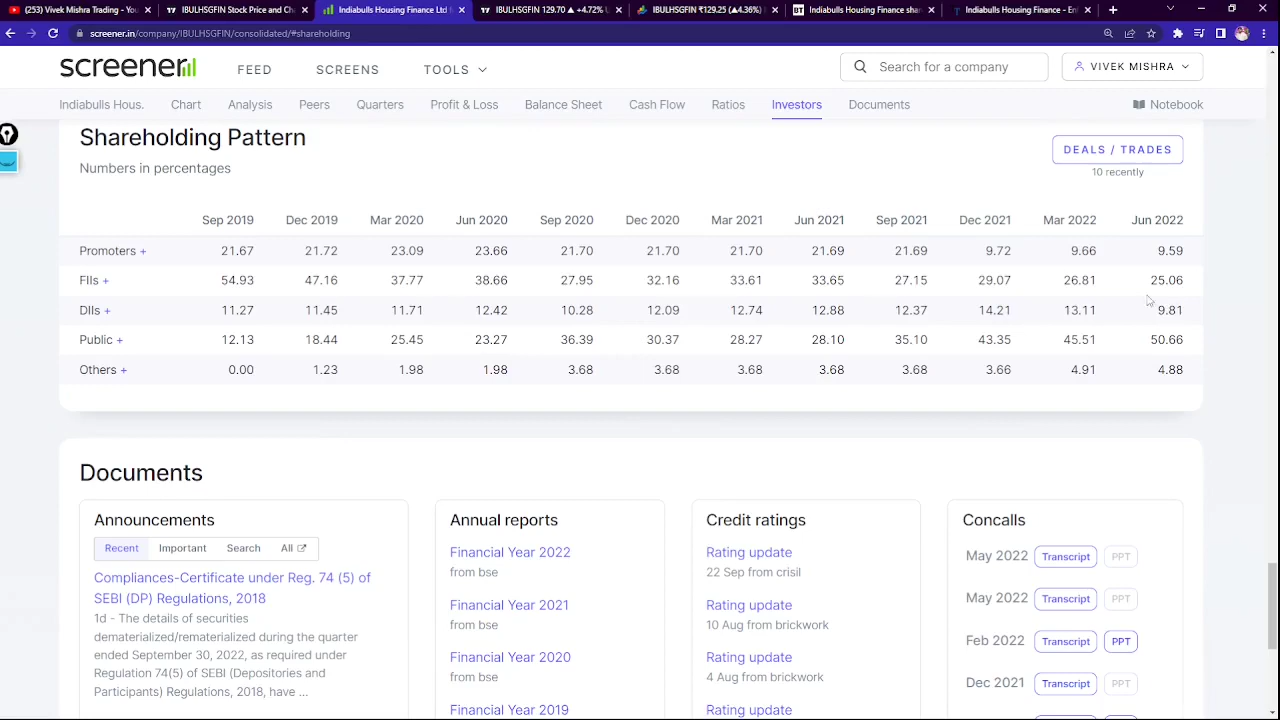 (253) Vivek Mishra Trading - You
IBULHSGFIN Stock Price and Ch
Indiabulls Housing Finance Ltd
IBULHSGFIN 129.70 ▲ +4.72%
IBULHSGFIN ₹129.25 (▲4.36%)
BT Indiabulls Housing Finance shar
Indiabulls Housing Finance -
screener.in/company/IBULHSGFIN/consolidated/#shareholding
screener
FEED
SCREENS
TOOLS
Search for a company
VIVEK MISHRA
Indiabulls Hous.
Chart
Analysis
Peers
Quarters
Profit & Loss
Balance Sheet
Cash Flow
Ratios
Investors
Documents
Notebook
Shareholding Pattern
Numbers in percentages
DEALS / TRADES
10 recently
Sep 2019 Dec 2019 Mar 2020 Jun 2020 Sep 2020 Dec 2020 Mar 2021 Jun 2021 Sep 2021 Dec 2021 Mar 2022 Jun 2022
Promoters + 21.67 21.72 23.09 23.66 21.70 21.70 21.70 21.69 21.69 9.72 9.66 9.59
FIIs + 54.93 47.16 37.77 38.66 27.95 32.16 33.61 33.65 27.15 29.07 26.81 25.06
DIIs + 11.27 11.45 11.71 12.42 10.28 12.09 12.74 12.88 12.37 14.21 13.11 9.81
Public + 12.13 18.44 25.45 23.27 36.39 30.37 28.27 28.10 35.10 43.35 45.51 50.66
Others + 0.00 1.23 1.98 1.98 3.68 3.68 3.68 3.68 3.68 3.66 4.91 4.88
Documents
Announcements
Recent Important Search All
Compliances-Certificate under Reg. 74 (5) of
SEBI (DP) Regulations, 2018
1d - The details of securities
dematerialized/rematerialized during the quarter
ended September 30, 2022, as required under
Regulation 74(5) of SEBI (Depositories and
Participants) Regulations, 2018, have ...
Annual reports
Financial Year 2022
from bse
Financial Year 2021
from bse
Financial Year 2020
from bse
Financial Year 2019
Credit ratings
Rating update
22 Sep from crisil
Rating update
10 Aug from brickwork
Rating update
4 Aug from brickwork
Rating update
Concalls
May 2022 Transcript PPT
May 2022 Transcript PPT
Feb 2022 Transcript PPT
Dec 2021 Transcript PPT